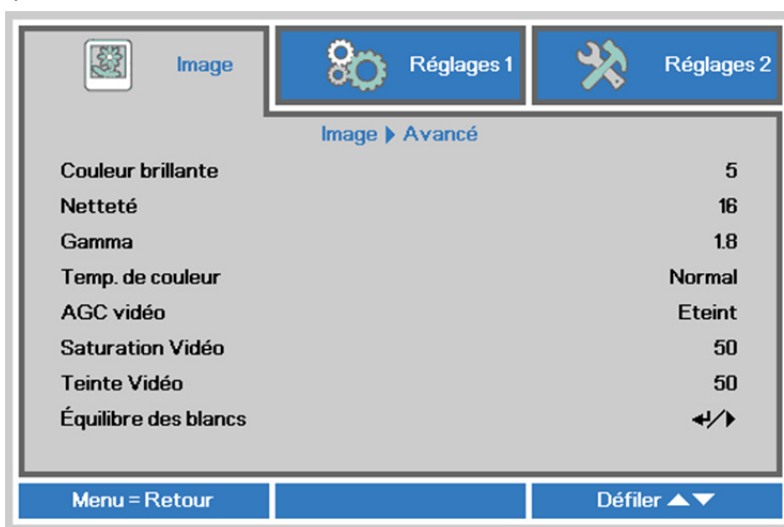 Image Réglages 1 Réglages 2
Image ▶ Avancé
Couleur brillante 5
Netteté 16
Gamma 1.8
Temp. de couleur Normal
AGC vidéo Eteint
Saturation Vidéo 50
Teinte Vidéo 50
Équilibre des blancs ↵/▶
Menu = Retour Défiler ▲▼